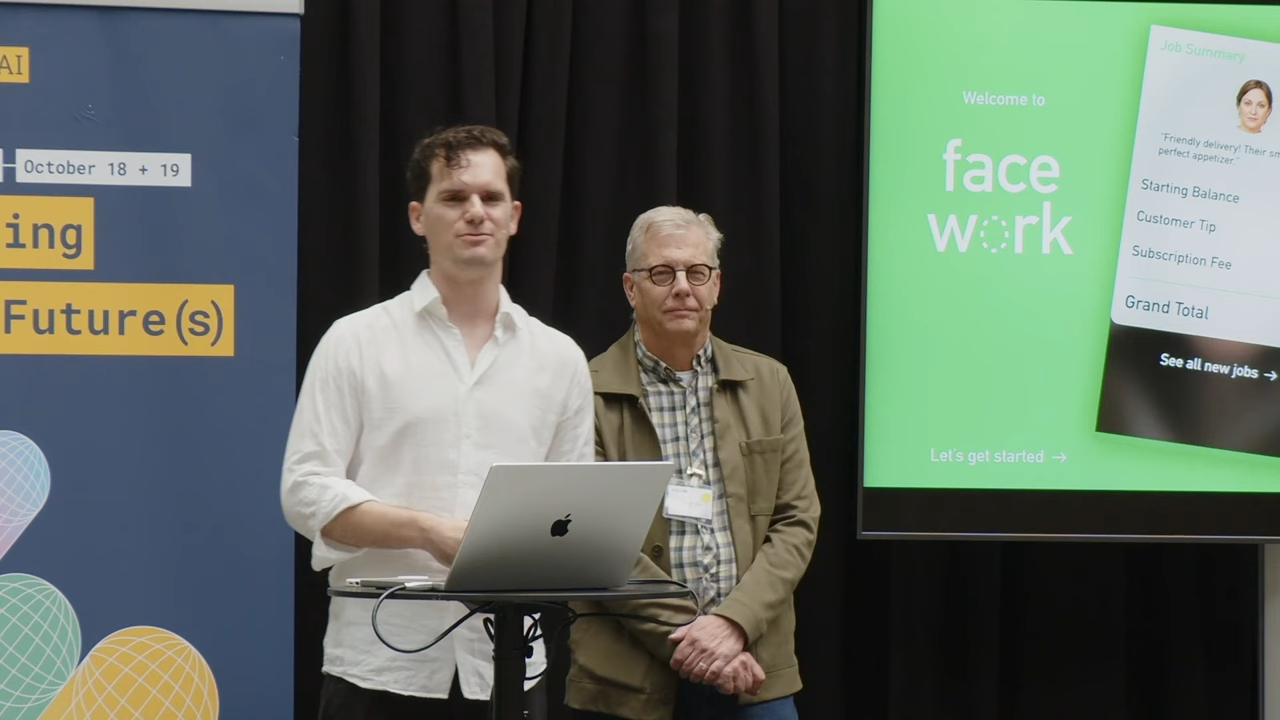 AI
October 18 + 19
ing
Future(s)
Welcome to
face
work
Let's get started →
Job Summary
"Friendly delivery! Their sm
perfect appetizer."
Starting Balance
Customer Tip
Subscription Fee
Grand Total
See all new jobs →